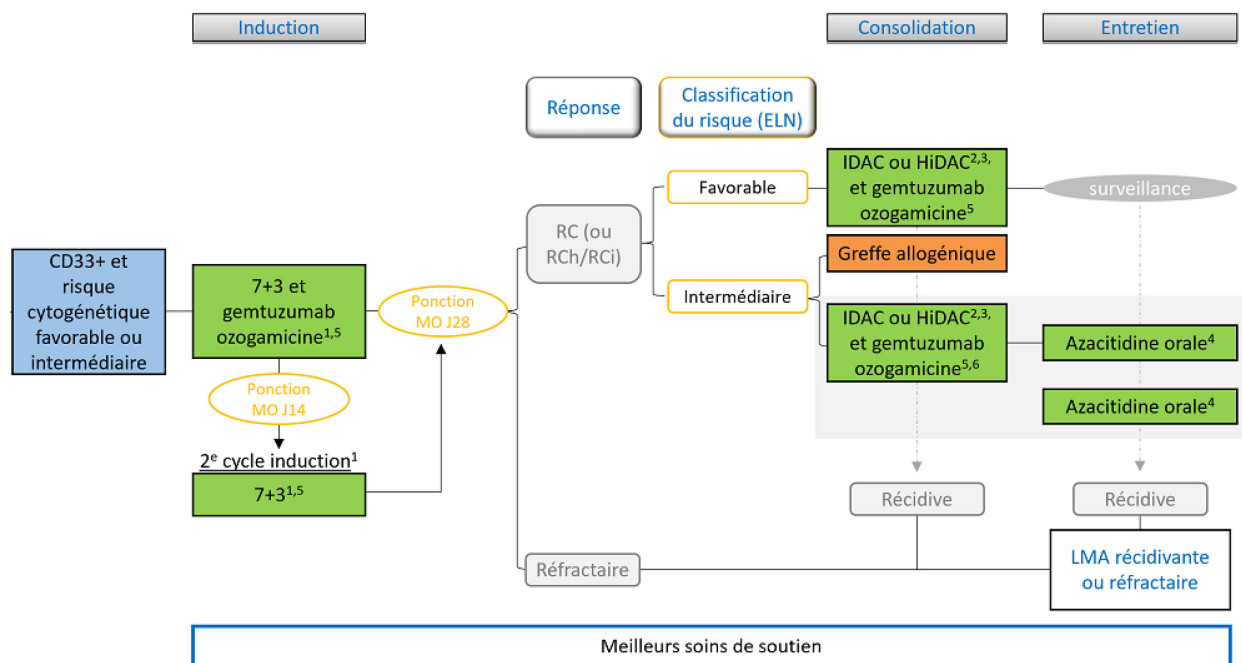 Induction
Consolidation
Entretien
Réponse
Classification
du risque (ELN)
Favorable
IDAC ou HiDAC2,3,
et gemtuzumab
ozogamicine5
surveillance
RC (ou
RCh/RCi)
Greffe allogénique
CD33+ et
risque
cytogénétique
favorable ou
intermédiaire
7+3 et
gemtuzumab
ozogamicine1,5
Ponction
MO J28
Intermédiaire
IDAC ou HiDAC2,3,
et gemtuzumab
ozogamicine5,6
Azacitidine orale4
Ponction
MO J14
Azacitidine orale4
2e cycle induction1
7+31,5
Récidive
Récidive
Réfractaire
LMA récidivante
ou réfractaire
Meilleurs soins de soutien